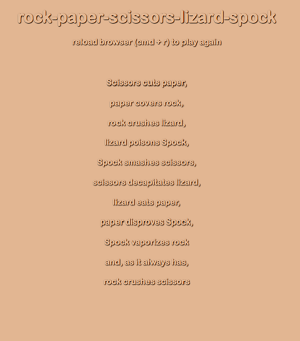 rock-paper-scissors-lizard-spock
reload browser (cmd + r) to play again
Scissors cuts paper,
paper covers rock,
rock crushes lizard,
lizard poisons Spock,
Spock smashes scissors,
scissors decapitates lizard,
lizard eats paper,
paper disproves Spock,
Spock vaporizes rock
and, as it always has,
rock crushes scissors